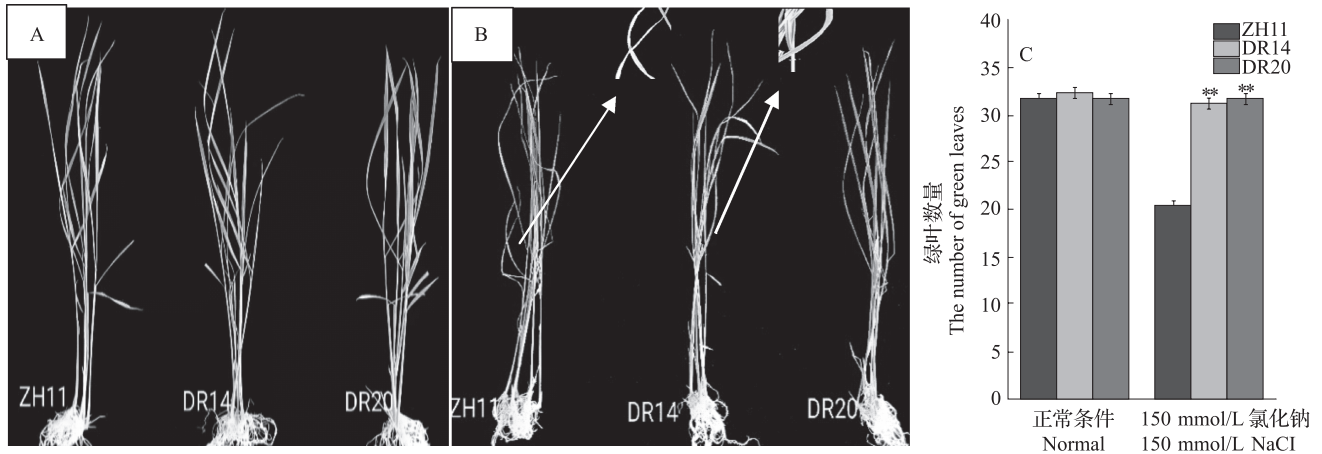 A
ZH11
DR14
DR20
B
ZH11
DR14
DR20
C
ZH11
DR14
DR20
40
35
30
25
20
15
10
5
0
绿叶数量
The number of green leaves
**
**
正常条件
Normal
150 mmol/L 氯化钠
150 mmol/L NaCl